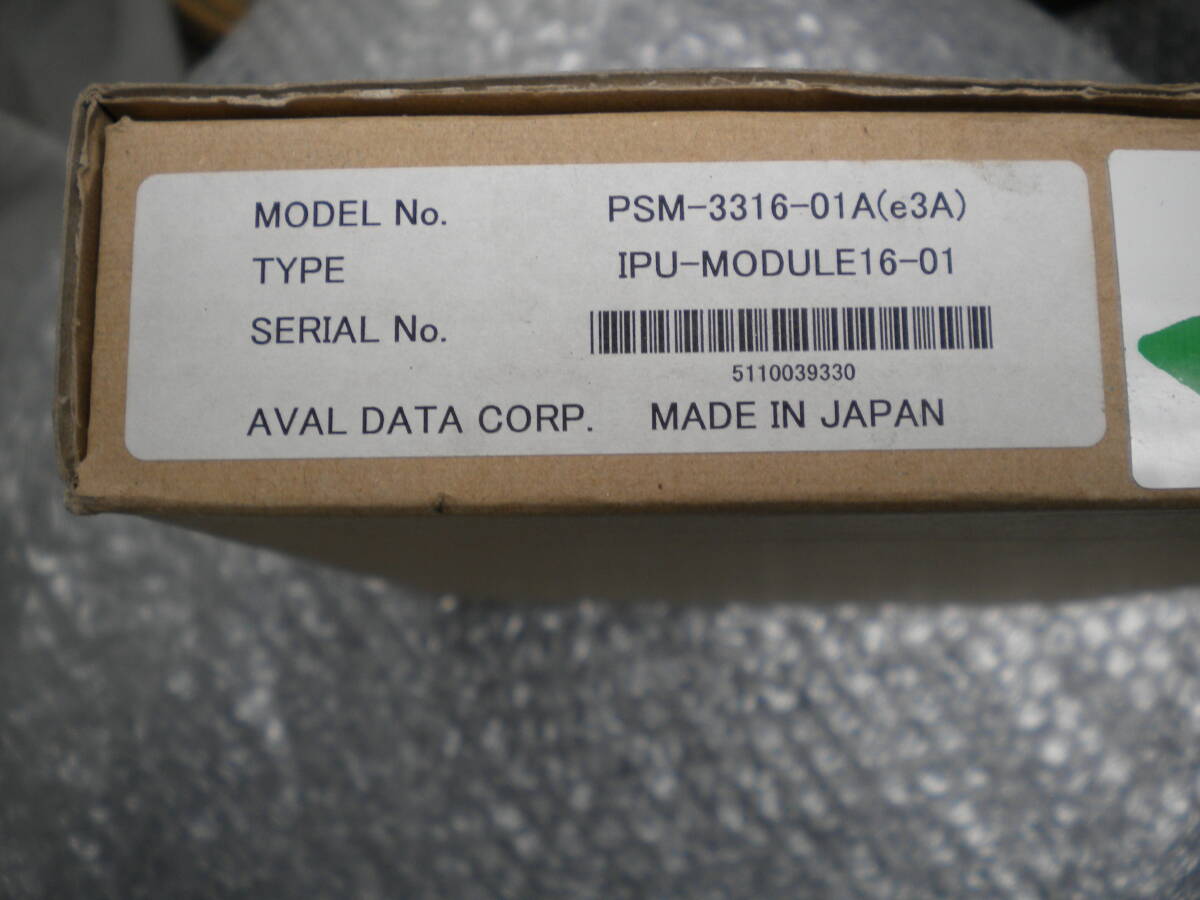 MODEL No. PSM-3316-01A(e3A)
TYPE IPU-MODULE16-01
SERIAL No.
5110039330
AVAL DATA CORP. MADE IN JAPAN